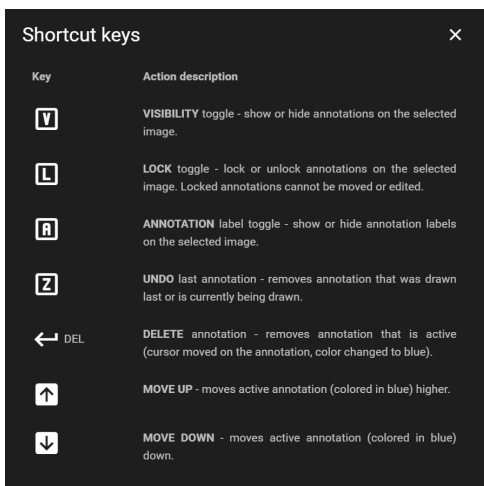 Shortcut keys
Key Action description
V VISIBILITY toggle - show or hide annotations on the selected
image.
L LOCK toggle - lock or unlock annotations on the selected
image. Locked annotations cannot be moved or edited.
A ANNOTATION label toggle - show or hide annotation labels
on the selected image.
Z UNDO last annotation - removes annotation that was drawn
last or is currently being drawn.
DEL DELETE annotation - removes annotation that is active
(cursor moved on the annotation, color changed to blue).
MOVE UP - moves active annotation (colored in blue) higher.
MOVE DOWN - moves active annotation (colored in blue)
down.